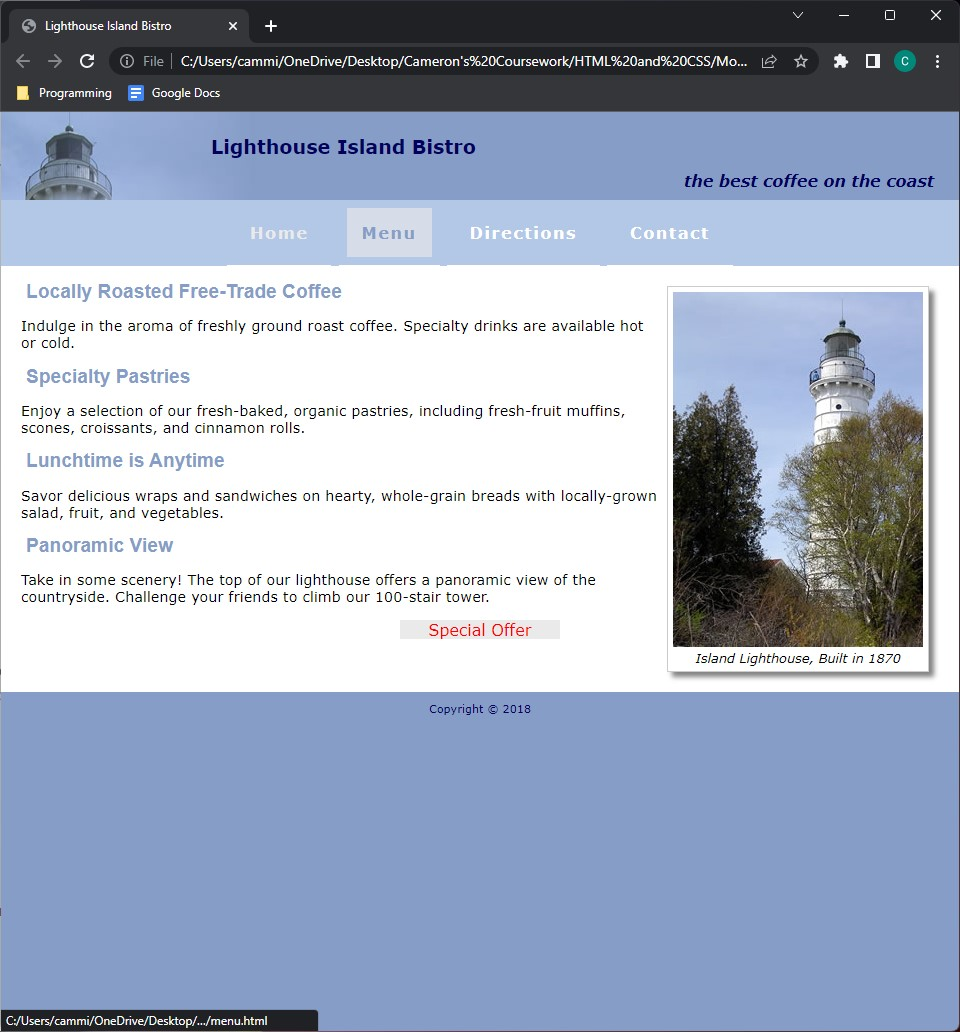 Lighthouse Island Bistro
File
C:/Users/cammi/OneDrive/Desktop/Cameron's%20Coursework/HTML%20and%20CSS/Mo...
C
Programming
Google Docs
Lighthouse Island Bistro
the best coffee on the coast
Home Menu Directions Contact
Locally Roasted Free-Trade Coffee
Indulge in the aroma of freshly ground roast coffee. Specialty drinks are available hot
or cold.
Specialty Pastries
Enjoy a selection of our fresh-baked, organic pastries, including fresh-fruit muffins,
scones, croissants, and cinnamon rolls.
Lunchtime is Anytime
Savor delicious wraps and sandwiches on hearty, whole-grain breads with locally-grown
salad, fruit, and vegetables.
Panoramic View
Take in some scenery! The top of our lighthouse offers a panoramic view of the
countryside. Challenge your friends to climb our 100-stair tower.
Special Offer
Island Lighthouse, Built in 1870
Copyright © 2018
C:/Users/cammi/OneDrive/Desktop/.../menu.html